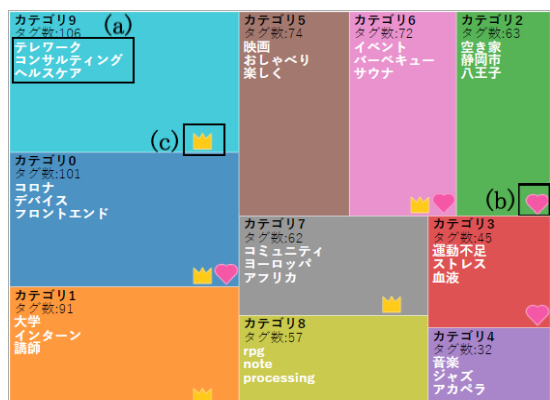 カテゴリ9
タグ数:106
(a)
テレワーク
コンサルティング
ヘルスケア
(c)
カテゴリ5
タグ数:74
映画
おしゃべり
楽しく
カテゴリ6
タグ数:72
イベント
バーベキュー
サウナ
カテゴリ2
タグ数:63
空き家
静岡市
八王子
(b)
カテゴリ0
タグ数:101
コロナ
デバイス
フロントエンド
カテゴリ7
タグ数:62
コミュニティ
ヨーロッパ
アフリカ
カテゴリ3
タグ数:45
運動不足
ストレス
血液
カテゴリ1
タグ数:91
大学
インターン
講師
カテゴリ8
タグ数:57
rpg
note
processing
カテゴリ4
タグ数:32
音楽
ジャズ
アカペラ